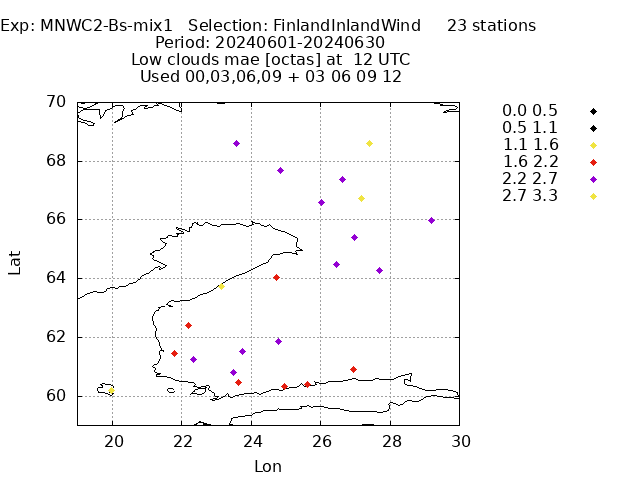 Exp: MNWC2-Bs-mix1   Selection: FinlandInlandWind     23 stations
Period: 20240601-20240630
Low clouds mae [octas] at  12 UTC
Used 00,03,06,09 + 03 06 09 12
0.0 0.5
0.5 1.1
1.1 1.6
1.6 2.2
2.2 2.7
2.7 3.3
70
68
66
64
62
60
Lat
20 22 24 26 28 30
Lon